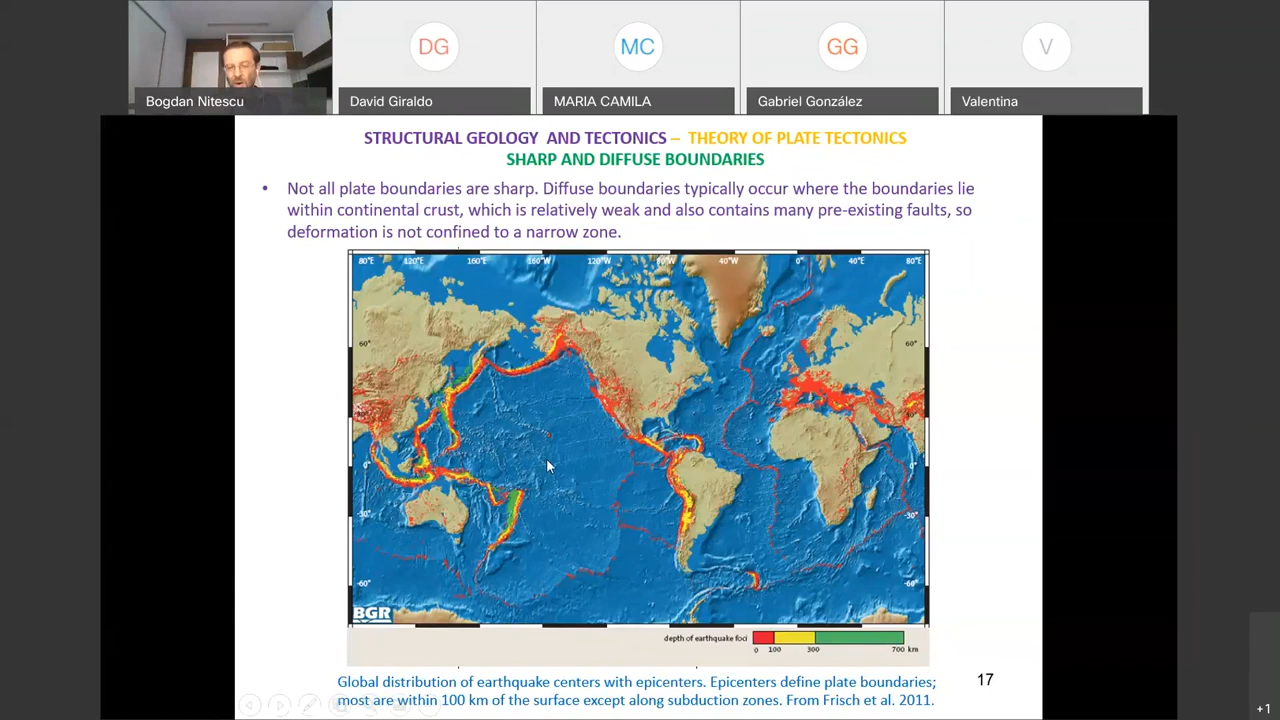 DG
MC
GG
V
Bogdan Nitescu
David Giraldo
MARIA CAMILA
Gabriel González
Valentina
STRUCTURAL GEOLOGY AND TECTONICS – THEORY OF PLATE TECTONICS
SHARP AND DIFFUSE BOUNDARIES
• Not all plate boundaries are sharp. Diffuse boundaries typically occur where the boundaries lie
within continental crust, which is relatively weak and also contains many pre-existing faults, so
deformation is not confined to a narrow zone.
80°E 120°E 160°E 160°W 120°W 80°W 40°W 0° 40°E 80°E
60° 60°
0° 0°
-30° -30°
-60° -60°
BGR
depth of earthquake foci
0 100 300 700 km
Global distribution of earthquake centers with epicenters. Epicenters define plate boundaries;
most are within 100 km of the surface except along subduction zones. From Frisch et al. 2011.
17
+1